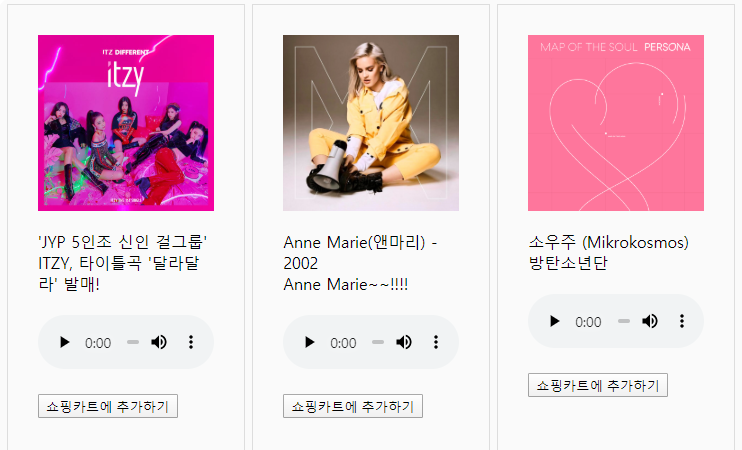 ITZ DIFFERENT
itzy
'JYP 5인조 신인 걸그룹'
ITZY, 타이틀곡 '달라달
라' 발매!
0:00
쇼핑카트에 추가하기
Anne Marie(앤마리) -
2002
Anne Marie~~!!!!
0:00
쇼핑카트에 추가하기
MAP OF THE SOUL PERSONA
소우주 (Mikrokosmos)
방탄소년단
0:00
쇼핑카트에 추가하기